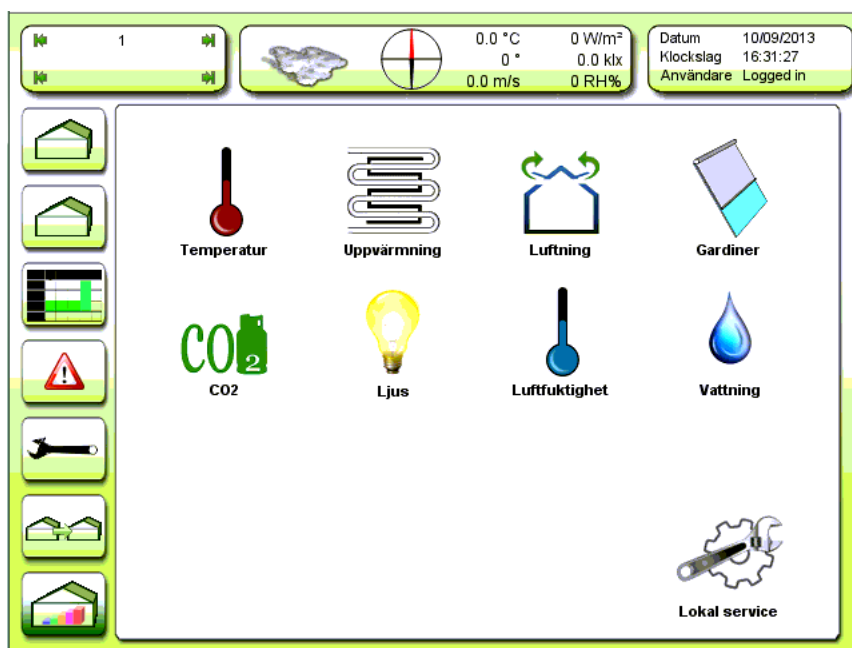 1
0.0 °C 0 W/m²
0 ° 0.0 klx
0.0 m/s 0 RH%
Datum 10/09/2013
Klockslag 16:31:27
Användare Logged in
Temperatur Uppvärmning Luftning Gardiner
CO2
CO2 Ljus Luftfuktighet Vattning
Lokal service